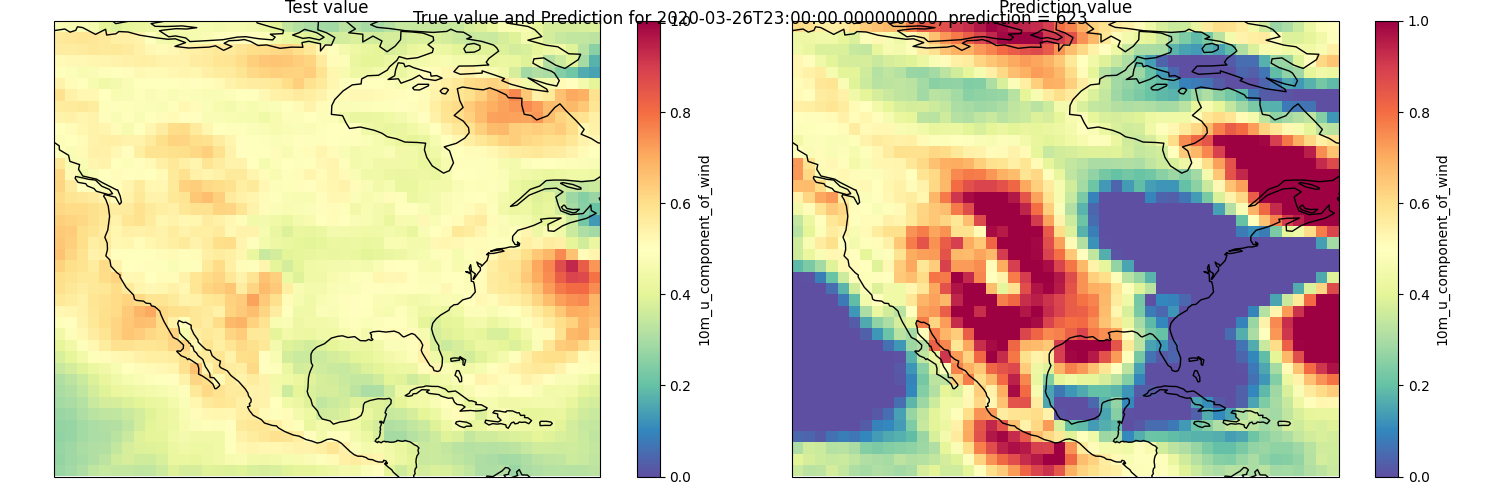 Test value
True value and Prediction for 2020-03-26T23:00:00.000000000, prediction = 623
Prediction value
1.0
0.8
0.6
0.4
0.2
0.0
10m_u_component_of_wind
1.0
0.8
0.6
0.4
0.2
0.0
10m_u_component_of_wind